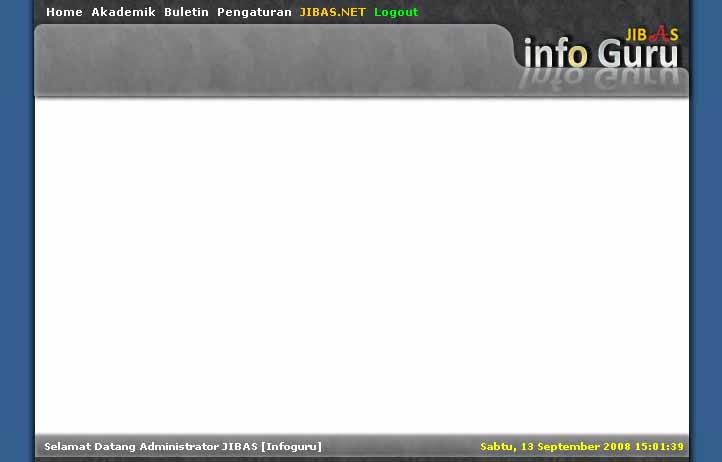 Home Akademik Buletin Pengaturan JIBAS.NET Logout
JIBAS
info Guru
Selamat Datang Administrator JIBAS [Infoguru] Sabtu, 13 September 2008 15:01:39